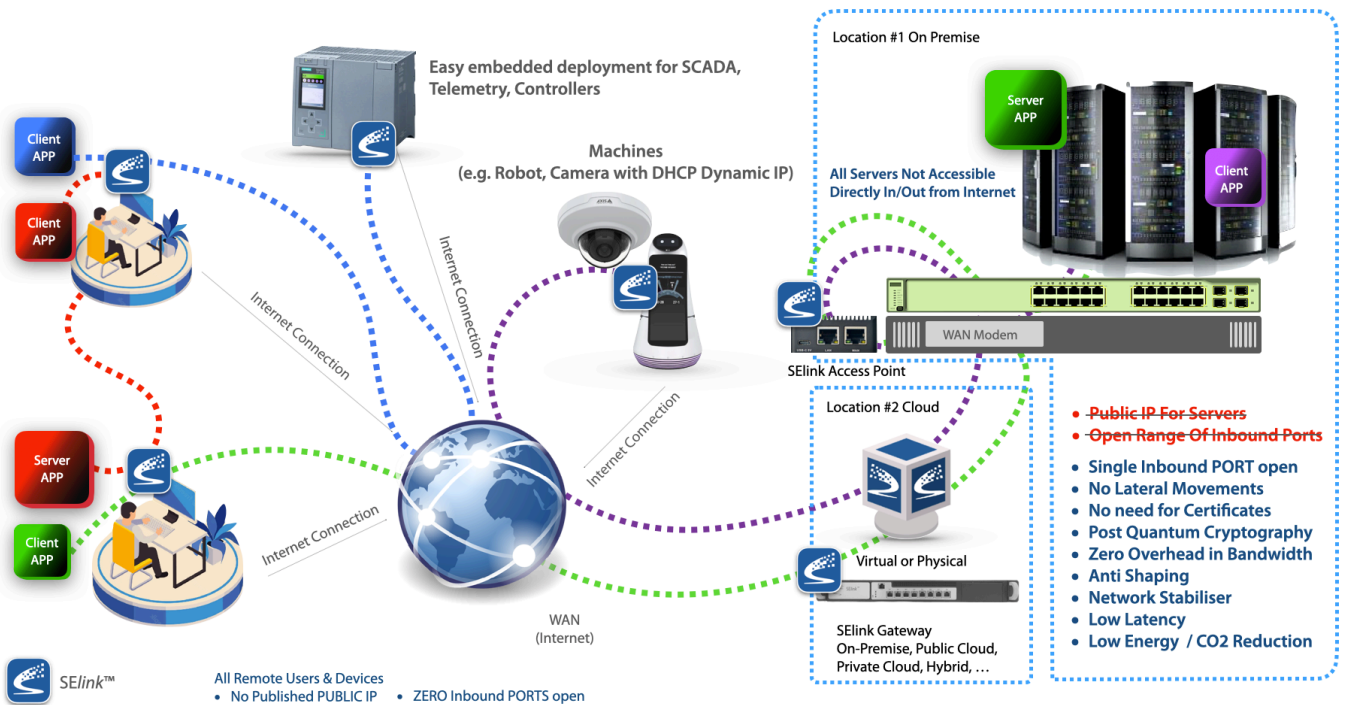 Location #1 On Premise
Easy embedded deployment for SCADA,
Telemetry, Controllers
Server
APP
Client
APP
Machines
(e.g. Robot, Camera with DHCP Dynamic IP)
All Servers Not Accessible
Directly In/Out from Internet
Client
APP
Client
APP
Internet Connection
Internet Connection
Internet Connection
WAN Modem
SElink Access Point
Location #2 Cloud
Public IP For Servers
Open Range Of Inbound Ports
Single Inbound PORT open
No Lateral Movements
No need for Certificates
Post Quantum Cryptography
Zero Overhead in Bandwidth
Anti Shaping
Network Stabiliser
Low Latency
Low Energy / CO2 Reduction
Server
APP
Client
APP
Internet Connection
Virtual or Physical
WAN
(Internet)
SElink Gateway
On-Premise, Public Cloud,
Private Cloud, Hybrid, …
SElink™
All Remote Users & Devices
• No Published PUBLIC IP • ZERO Inbound PORTS open